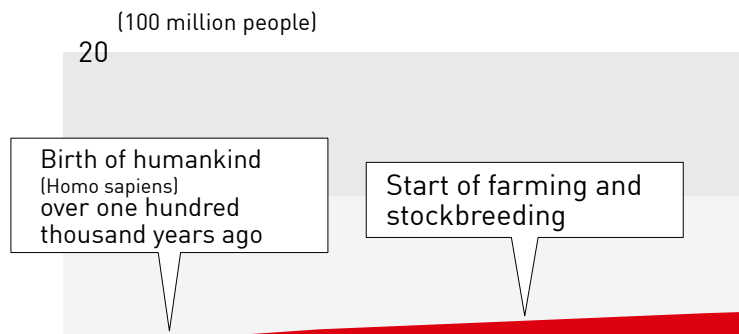 (100 million people)
20
Birth of humankind
(Homo sapiens)
over one hundred
thousand years ago
Start of farming and
stockbreeding